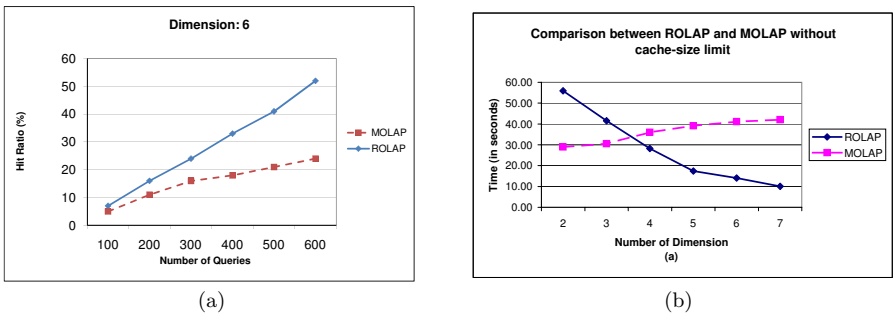 Dimension: 6
60
50
40
30
20
10
0
Hit Ratio (%)
100 200 300 400 500 600
Number of Queries
MOLAP
ROLAP
(a)
Comparison between ROLAP and MOLAP without
cache-size limit
60.00
50.00
40.00
30.00
20.00
10.00
0.00
Time (in seconds)
2 3 4 5 6 7
Number of Dimension
(a)
ROLAP
MOLAP
(b)